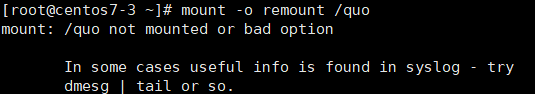 [root@centos7-3 ~]# mount -o remount /quo
mount: /quo not mounted or bad option
In some cases useful info is found in syslog - try
dmesg | tail or so.